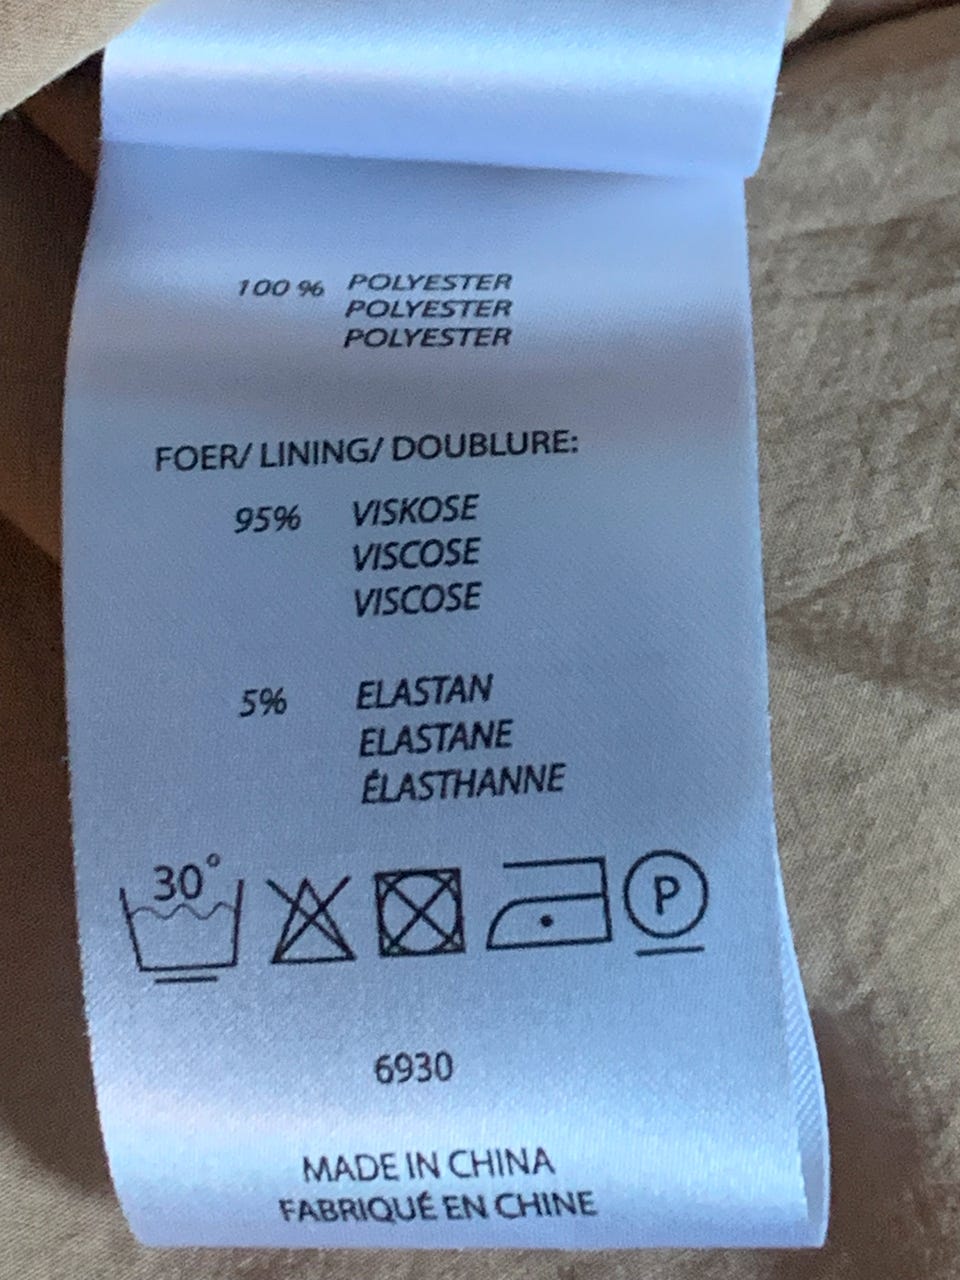 100 % POLYESTER
POLYESTER
POLYESTER
FOER/ LINING/ DOUBLURE:
95% VISKOSE
VISCOSE
VISCOSE
5% ELASTAN
ELASTANE
ÉLASTHANNE
30° P
6930
MADE IN CHINA
FABRIQUÉ EN CHINE